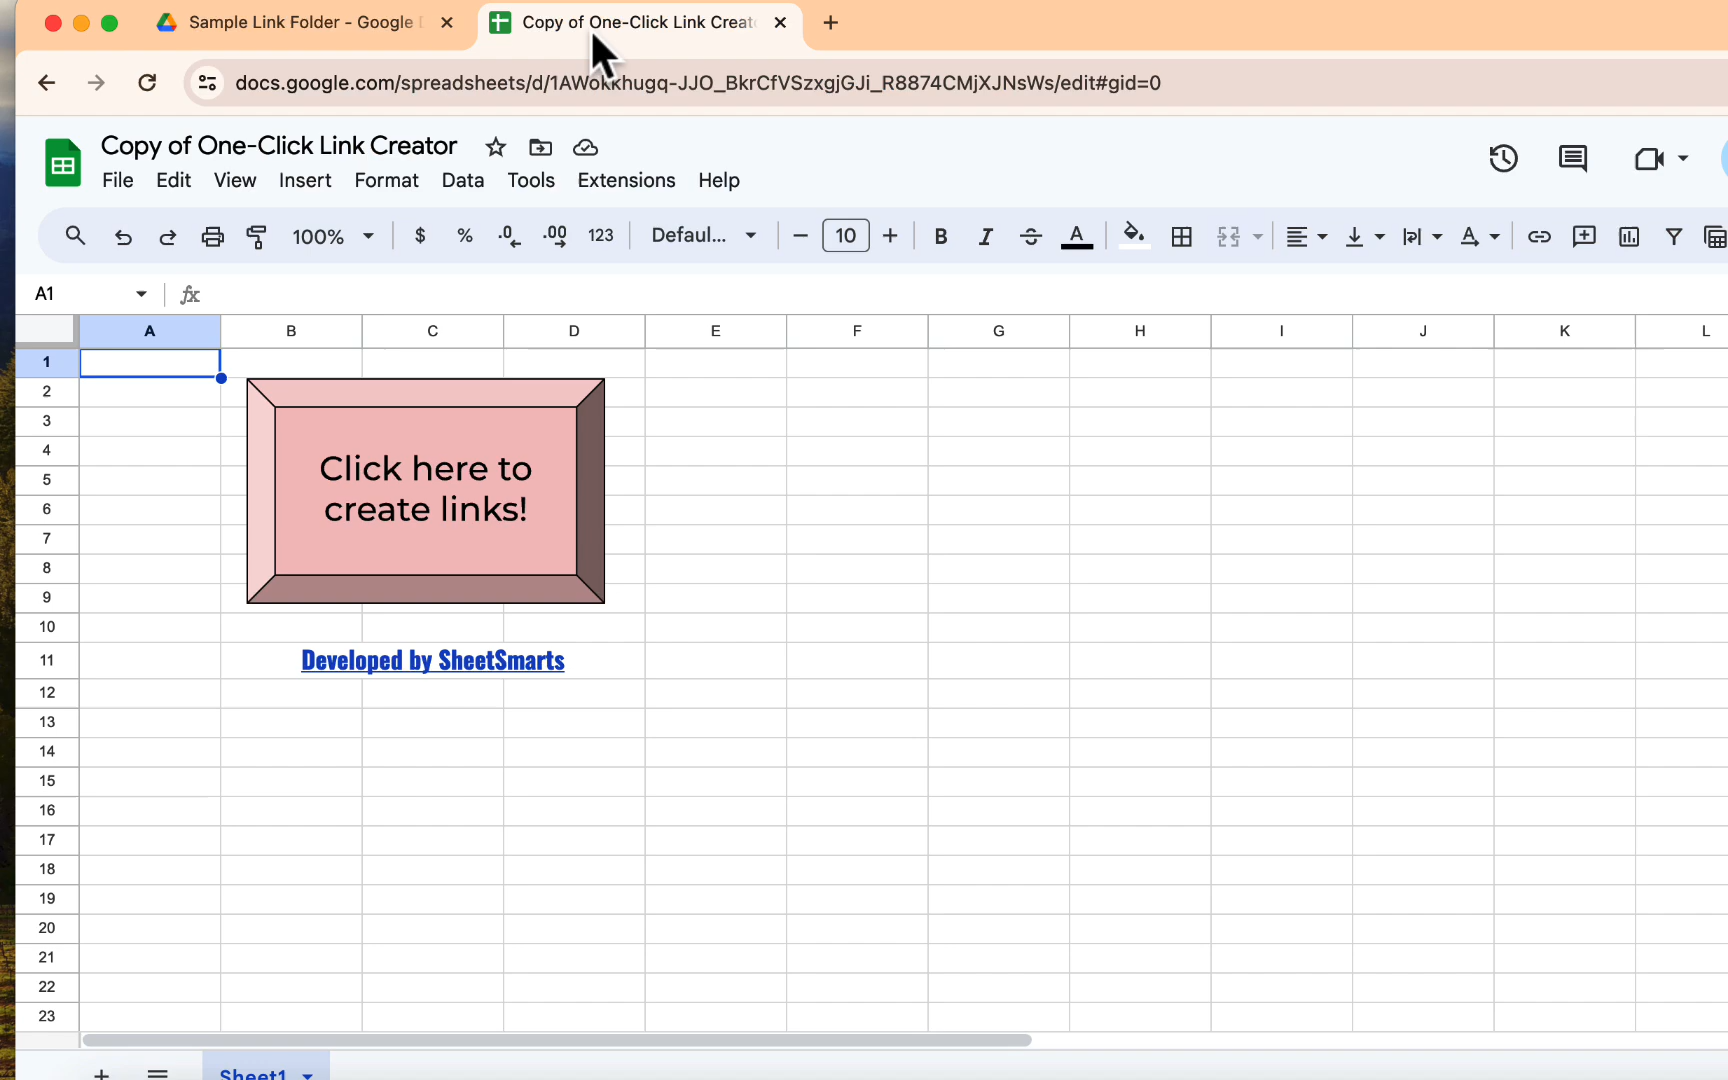 Sample Link Folder - Google
Copy of One-Click Link Creat
docs.google.com/spreadsheets/d/1AWokkhugq-JJO_BkrCfVSzxgjGJi_R8874CMjXJNsWs/edit#gid=0
Copy of One-Click Link Creator
File Edit View Insert Format Data Tools Extensions Help
100% $ % .0 .00 123 Defaul... 10 B I A
A1 fx
A B C D E F G H I J K L
1
2
3
4
5
6
7
8
9
10
11
12
13
14
15
16
17
18
19
20
21
22
23
Click here to
create links!
Developed by SheetSmarts
Sheet1